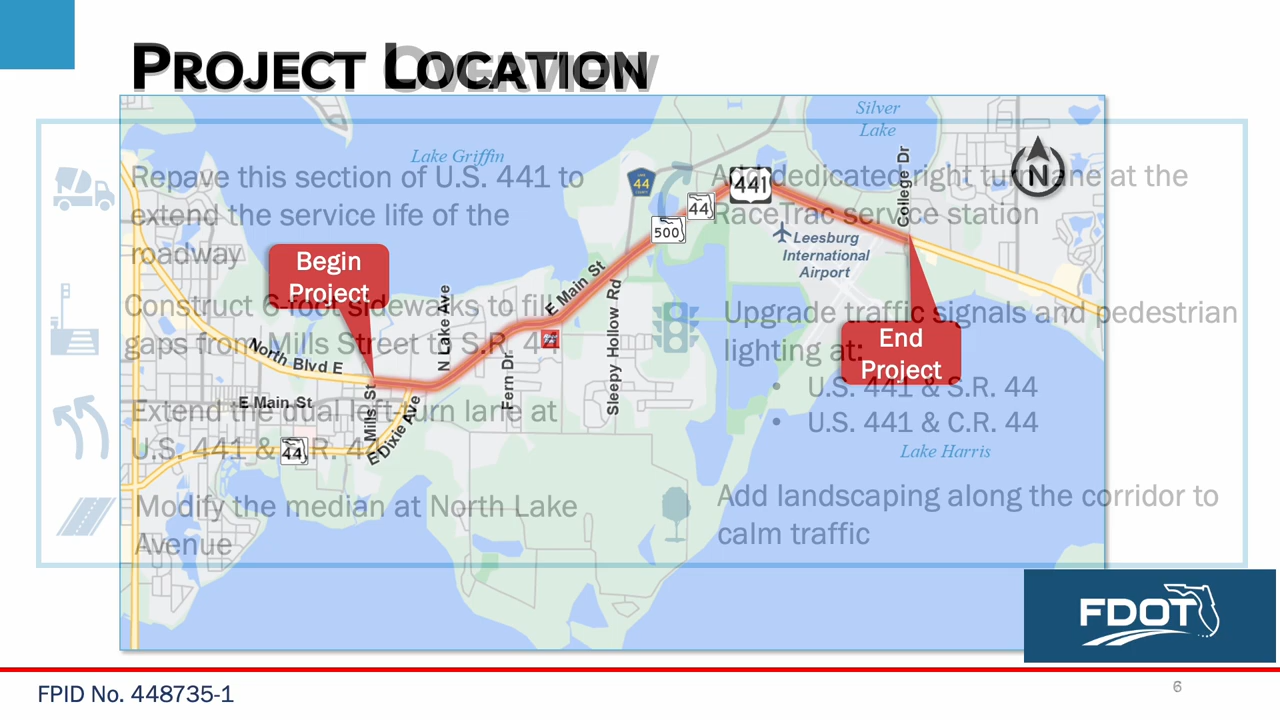 PROJECT LOCATION
PROJECT OVERVIEW
Silver
Lake
Lake Griffin
College Dr
N
44
441
44
500
Leesburg
International
Airport
Begin
Project
End
Project
E Main St
N Lake Ave
Sleepy Hollow Rd
Fern Dr
North Blvd E
E Main St
Mills St
E Dixie Ave
44
Lake Harris
Repave this section of U.S. 441 to
extend the service life of the
roadway
Construct 6-foot sidewalks to fill
gaps from Mills Street to S.R. 44
Extend the dual left-turn lane at
U.S. 441 & R. 4
Modify the median at North Lake
Avenue
Add dedicated right turn lane at the
RaceTrac service station
Upgrade traffic signals and pedestrian
lighting at:
• U.S. 441 & S.R. 44
• U.S. 441 & C.R. 44
Add landscaping along the corridor to
calm traffic
FDOT
FPID No. 448735-1
6